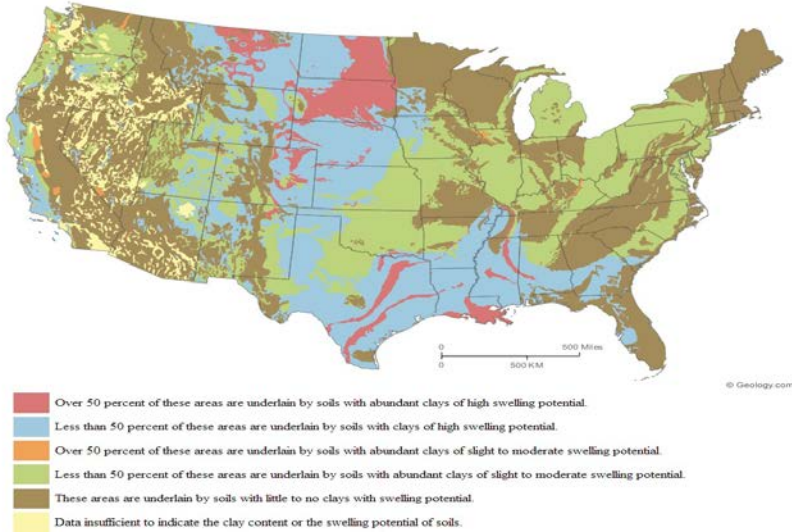 0
500 Miles
0
500 KM
© Geology.com
Over 50 percent of these areas are underlain by soils with abundant clays of high swelling potential.
Less than 50 percent of these areas are underlain by soils with clays of high swelling potential.
Over 50 percent of these areas are underlain by soils with abundant clays of slight to moderate swelling potential.
Less than 50 percent of these areas are underlain by soils with abundant clays of slight to moderate swelling potential.
These areas are underlain by soils with little to no clays with swelling potential.
Data insufficient to indicate the clay content or the swelling potential of soils.